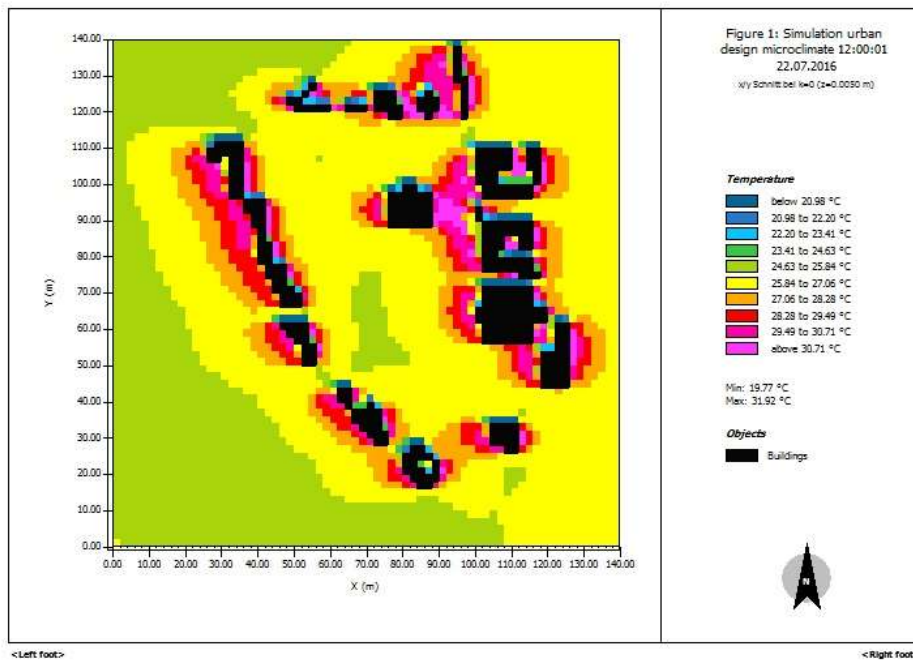 Figure 1: Simulation urban
design microclimate 12:00:01
22.07.2016
x/y Schnitt bei k=0 (z=0.0050 m)
140.00
130.00
120.00
110.00
100.00
90.00
80.00
70.00
60.00
50.00
40.00
30.00
20.00
10.00
0.00
Y (m)
0.00 10.00 20.00 30.00 40.00 50.00 60.00 70.00 80.00 90.00 100.00 110.00 120.00 130.00 140.00
X (m)
Temperature
below 20.98 °C
20.98 to 22.20 °C
22.20 to 23.41 °C
23.41 to 24.63 °C
24.63 to 25.84 °C
25.84 to 27.06 °C
27.06 to 28.28 °C
28.28 to 29.49 °C
29.49 to 30.71 °C
above 30.71 °C
Min: 19.77 °C
Max: 31.92 °C
Objects
Buildings
N
<Left foot>
<Right foot